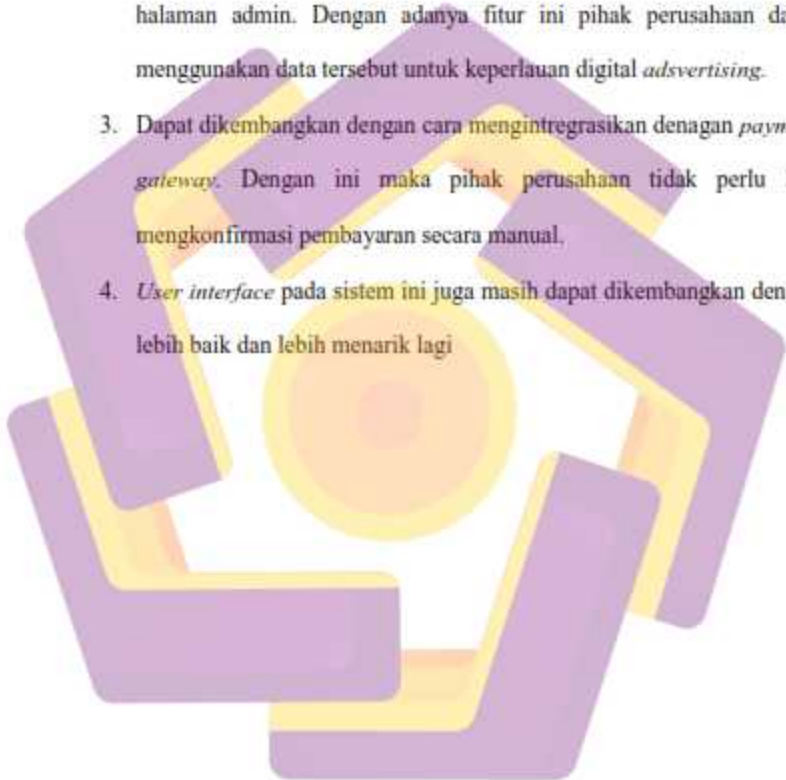 halaman admin. Dengan adanya fitur ini pihak perusahaan da
menggunakan data tersebut untuk keperlauan digital adsvertising.
3. Dapat dikembangkan dengan cara mengintregrasikan denagan paym
gateway. Dengan ini maka pihak perusahaan tidak perlu
mengkonfirmasi pembayaran secara manual.
4. User interface pada sistem ini juga masih dapat dikembangkan den
lebih baik dan lebih menarik lagi